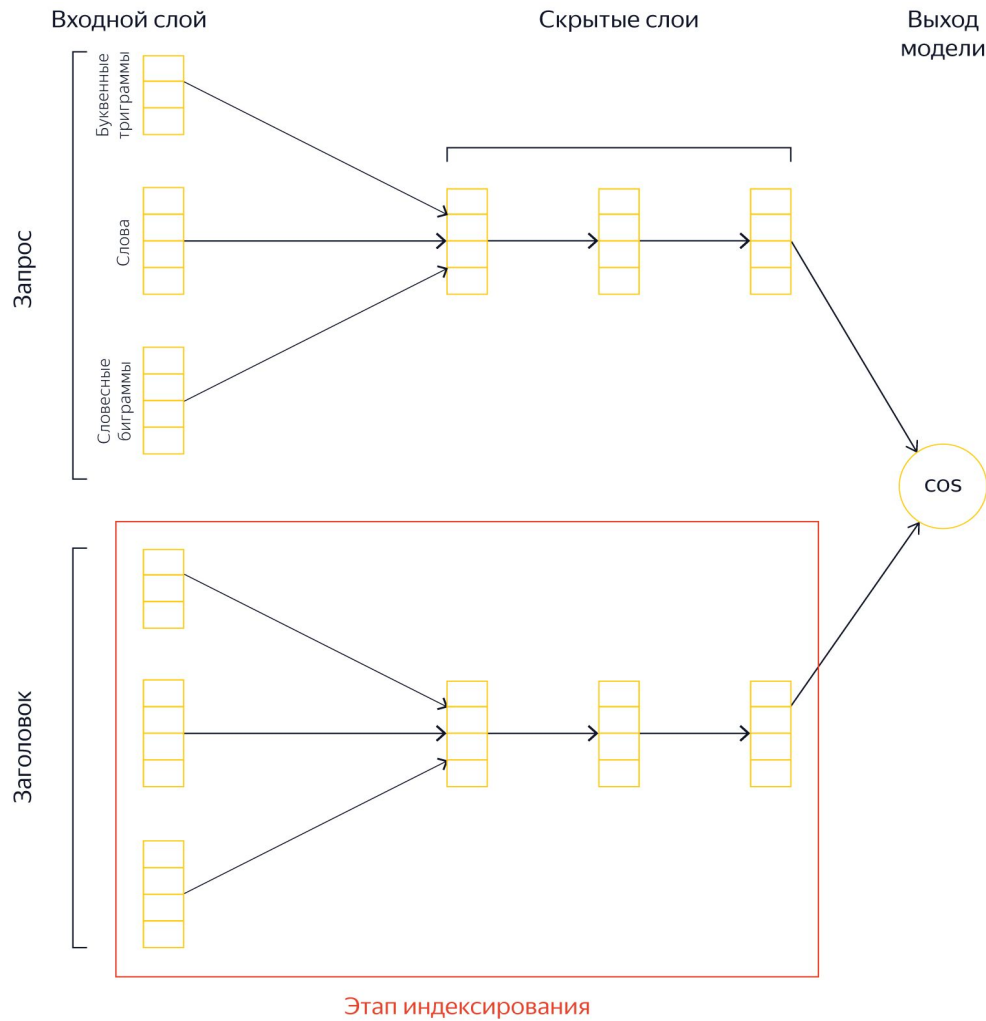 Входной слой
Скрытые слои
Выход
модели
Запрос
Буквенные
триграммы
Слова
Словесные
биграммы
cos
Заголовок
Этап индексирования